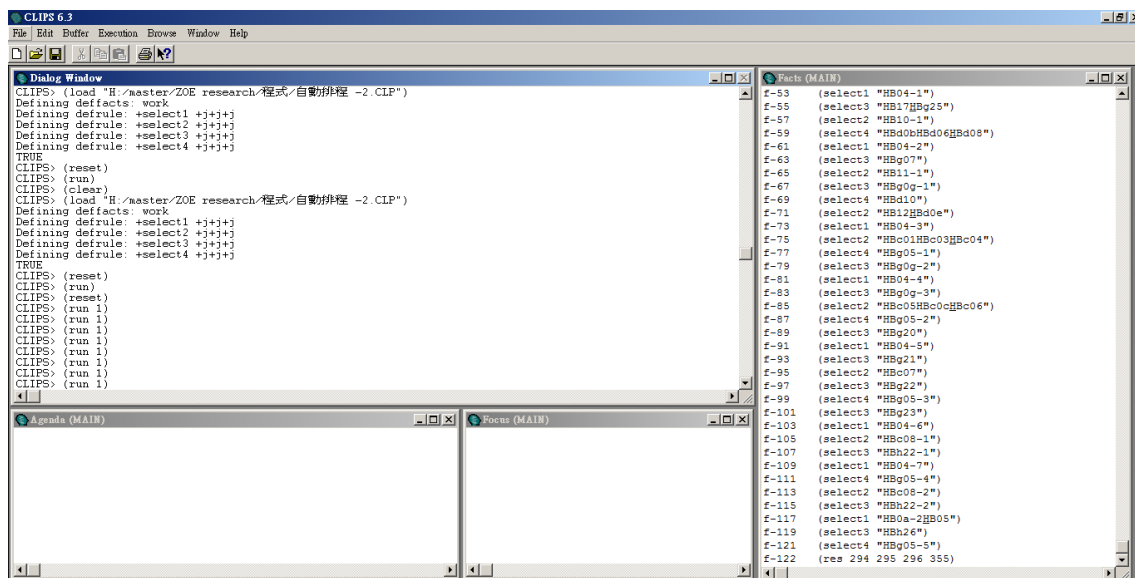 CLIPS 6.3
File Edit Buffer Execution Browse Window Help
Dialog Window
CLIPS> (load "H:/master/ZOE research/程式/自動排程 -2.CLP")
Defining deffacts: work
Defining defrule: +select1 +j+j+j
Defining defrule: +select2 +j+j+j
Defining defrule: +select3 +j+j+j
Defining defrule: +select4 +j+j+j
TRUE
CLIPS> (reset)
CLIPS> (run)
CLIPS> (clear)
CLIPS> (load "H:/master/ZOE research/程式/自動排程 -2.CLP")
Defining deffacts: work
Defining defrule: +select1 +j+j+j
Defining defrule: +select2 +j+j+j
Defining defrule: +select3 +j+j+j
Defining defrule: +select4 +j+j+j
TRUE
CLIPS> (reset)
CLIPS> (run)
CLIPS> (reset)
CLIPS> (run 1)
CLIPS> (run 1)
CLIPS> (run 1)
CLIPS> (run 1)
CLIPS> (run 1)
CLIPS> (run 1)
CLIPS> (run 1)
CLIPS> (run 1)
Agenda (MAIN)
Focus (MAIN)
Facts (MAIN)
f-53 (select1 "HB04-1")
f-55 (select3 "HB17HBg25")
f-57 (select2 "HB10-1")
f-59 (select4 "HBd0bHBd06HBd08")
f-61 (select1 "HB04-2")
f-63 (select3 "HBg07")
f-65 (select2 "HB11-1")
f-67 (select3 "HBg0g-1")
f-69 (select4 "HBd10")
f-71 (select2 "HB12HBd0e")
f-73 (select1 "HB04-3")
f-75 (select2 "HBc01HBc03HBc04")
f-77 (select4 "HBg05-1")
f-79 (select3 "HBg0g-2")
f-81 (select1 "HB04-4")
f-83 (select3 "HBg0g-3")
f-85 (select2 "HBc05HBc0cHBc06")
f-87 (select4 "HBg05-2")
f-89 (select3 "HBg20")
f-91 (select1 "HB04-5")
f-93 (select3 "HBg21")
f-95 (select2 "HBc07")
f-97 (select3 "HBg22")
f-99 (select4 "HBg05-3")
f-101 (select3 "HBg23")
f-103 (select1 "HB04-6")
f-105 (select2 "HBc08-1")
f-107 (select3 "HBh22-1")
f-109 (select1 "HB04-7")
f-111 (select4 "HBg05-4")
f-113 (select2 "HBc08-2")
f-115 (select3 "HBh22-2")
f-117 (select1 "HB0a-2HB05")
f-119 (select3 "HBh26")
f-121 (select4 "HBg05-5")
f-122 (res 294 295 296 355)